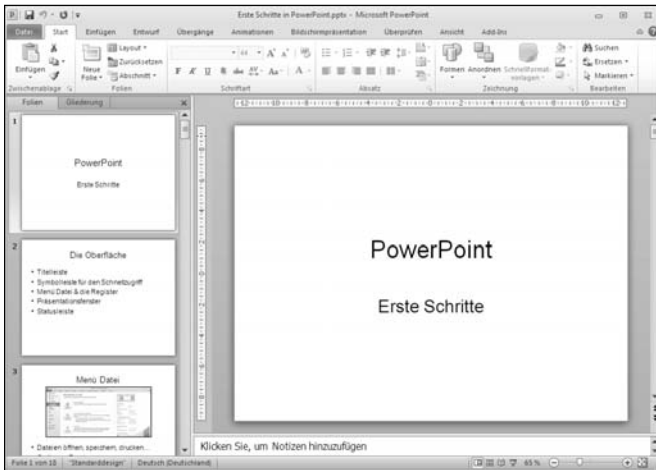 Erste Schritte in PowerPoint.pptx - Microsoft PowerPoint
Datei Start Einfügen Entwurf Übergänge Animationen Bildschirmpräsentation Überprüfen Ansicht Add-Ins
Einfügen
Neue Folie
Layout
Zurücksetzen
Abschnitt
44
F K U S abc AV Aa A
Formen Anordnen Schnellformat-
vorlagen
Suchen
Ersetzen
Markieren
Zwischenablage Folien Schriftart Absatz Zeichnung Bearbeiten
Folien Gliederung
1
PowerPoint
Erste Schritte
2
Die Oberfläche
• Titelleiste
• Symbolleiste für den Schnellzugriff
• Menü Datei & die Register
• Präsentationsfenster
• Statusleiste
3
Menü Datei
• Dateien öffnen, speichern, drucken...
PowerPoint
Erste Schritte
Klicken Sie, um Notizen hinzuzufügen
Folie 1 von 18 "Standarddesign" Deutsch (Deutschland) 65 %